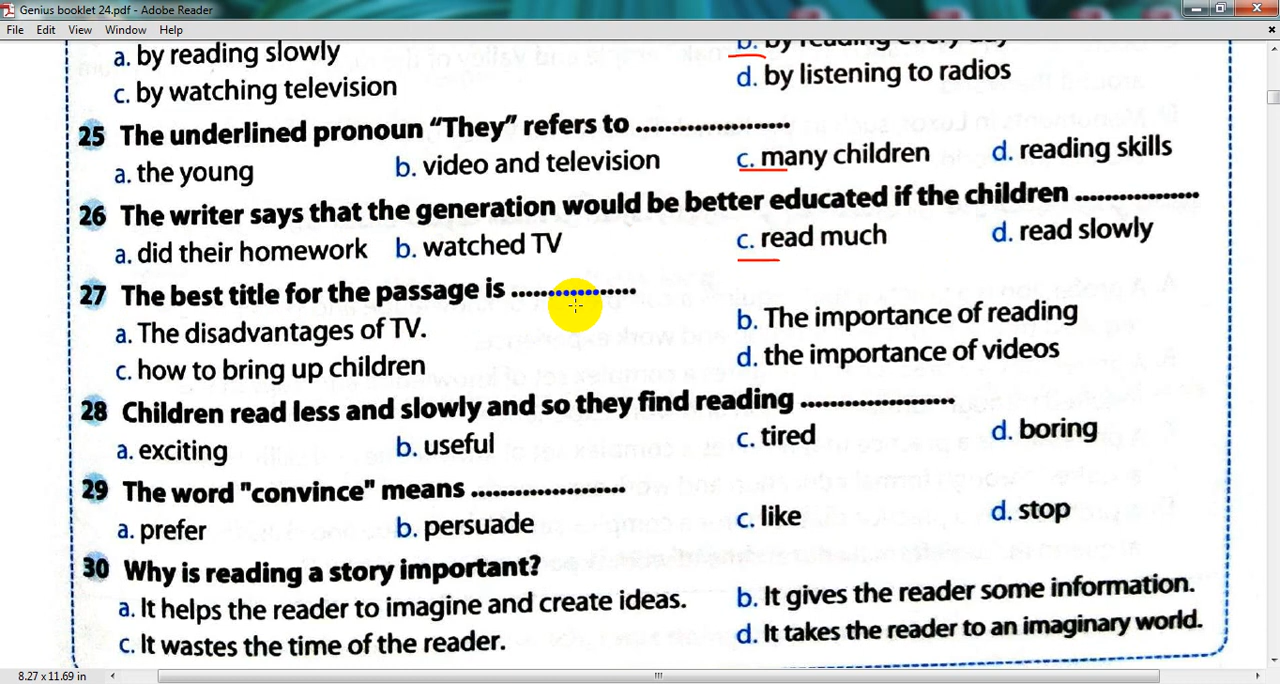 Genius booklet 24.pdf - Adobe Reader
File Edit View Window Help
a. by reading slowly
b. by reading every day
c. by watching television
d. by listening to radios
25 The underlined pronoun “They” refers to ....................
a. the young b. video and television c. many children d. reading skills
26 The writer says that the generation would be better educated if the children ................
a. did their homework b. watched TV c. read much d. read slowly
27 The best title for the passage is ................
a. The disadvantages of TV. b. The importance of reading
c. how to bring up children d. the importance of videos
28 Children read less and slowly and so they find reading ....................
a. exciting b. useful c. tired d. boring
29 The word "convince" means ....................
a. prefer b. persuade c. like d. stop
30 Why is reading a story important?
a. It helps the reader to imagine and create ideas. b. It gives the reader some information.
c. It wastes the time of the reader. d. It takes the reader to an imaginary world.
8.27 x 11.69 in